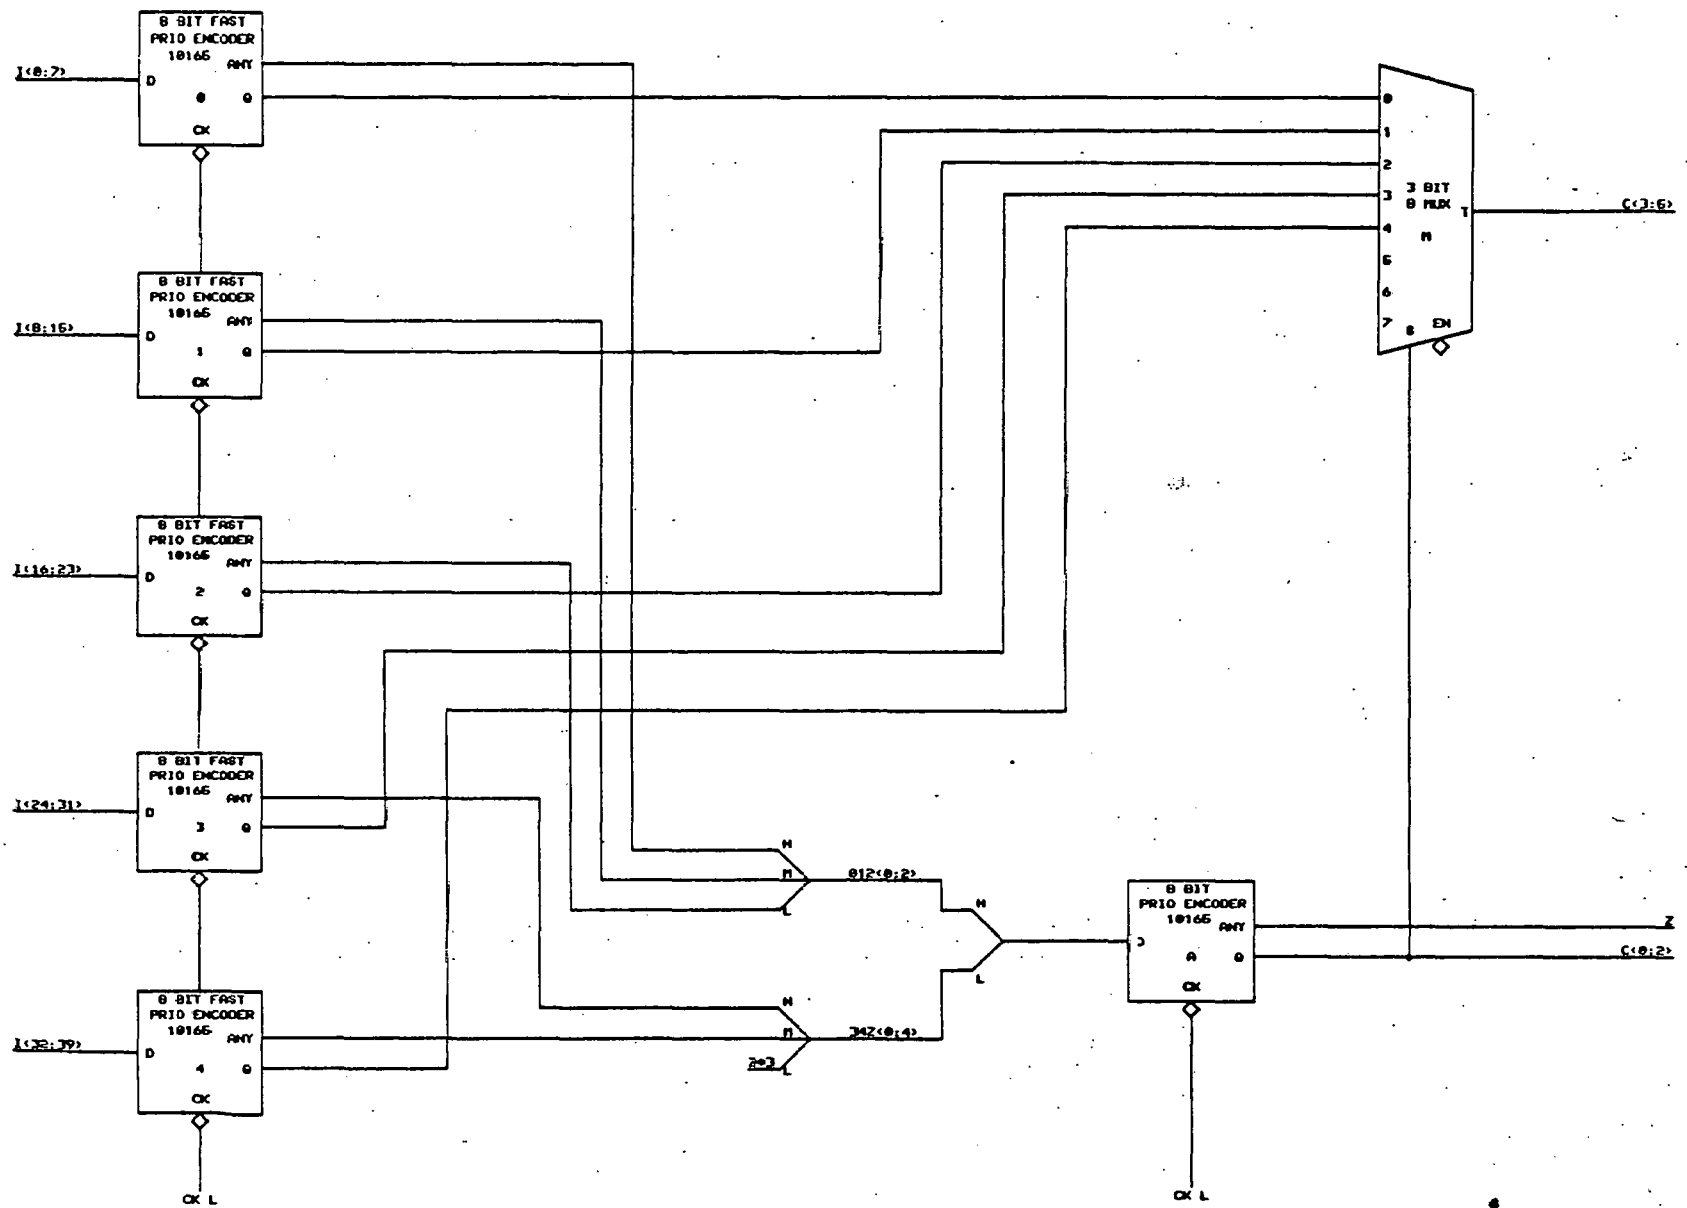 8 BIT FAST
PRIO ENCODER
10165
ANY
I<0:7>
D
0
Q
CK
0
1
2
3
4
5
6
7
3 BIT
8 MUX
M
T
S
EN
C<3:6>
8 BIT FAST
PRIO ENCODER
10165
ANY
I<8:15>
D
1
Q
CK
8 BIT FAST
PRIO ENCODER
10165
ANY
I<16:23>
D
2
Q
CK
8 BIT FAST
PRIO ENCODER
10165
ANY
I<24:31>
D
3
Q
CK
H
M
L
012<0:2>
H
L
8 BIT
PRIO ENCODER
10165
ANY
D
A
Q
CK
Z
C<0:2>
8 BIT FAST
PRIO ENCODER
10165
ANY
I<32:39>
D
4
Q
CK
H
M
L
34Z<0:4>
CK L
CK L